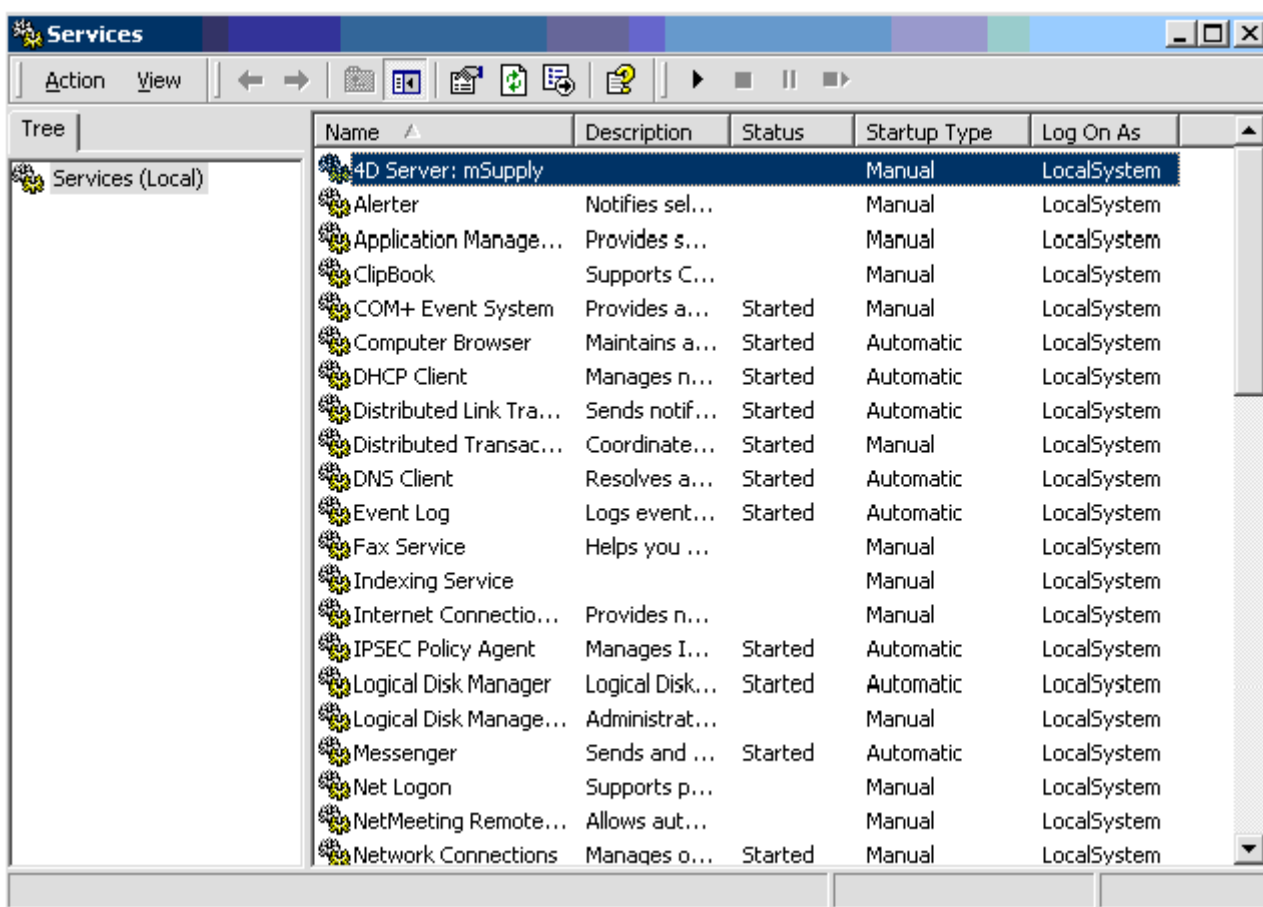 Services
Action View
Tree
Services (Local)
Name Description Status Startup Type Log On As
4D Server: mSupply Manual LocalSystem
Alerter Notifies sel... Manual LocalSystem
Application Manage... Provides s... Manual LocalSystem
ClipBook Supports C... Manual LocalSystem
COM+ Event System Provides a... Started Manual LocalSystem
Computer Browser Maintains a... Started Automatic LocalSystem
DHCP Client Manages n... Started Automatic LocalSystem
Distributed Link Tra... Sends notif... Started Automatic LocalSystem
Distributed Transac... Coordinate... Started Manual LocalSystem
DNS Client Resolves a... Started Automatic LocalSystem
Event Log Logs event... Started Automatic LocalSystem
Fax Service Helps you ... Manual LocalSystem
Indexing Service Manual LocalSystem
Internet Connectio... Provides n... Manual LocalSystem
IPSEC Policy Agent Manages I... Started Automatic LocalSystem
Logical Disk Manager Logical Disk... Started Automatic LocalSystem
Logical Disk Manage... Administrat... Manual LocalSystem
Messenger Sends and ... Started Automatic LocalSystem
Net Logon Supports p... Manual LocalSystem
NetMeeting Remote... Allows aut... Manual LocalSystem
Network Connections Manages o... Started Manual LocalSystem